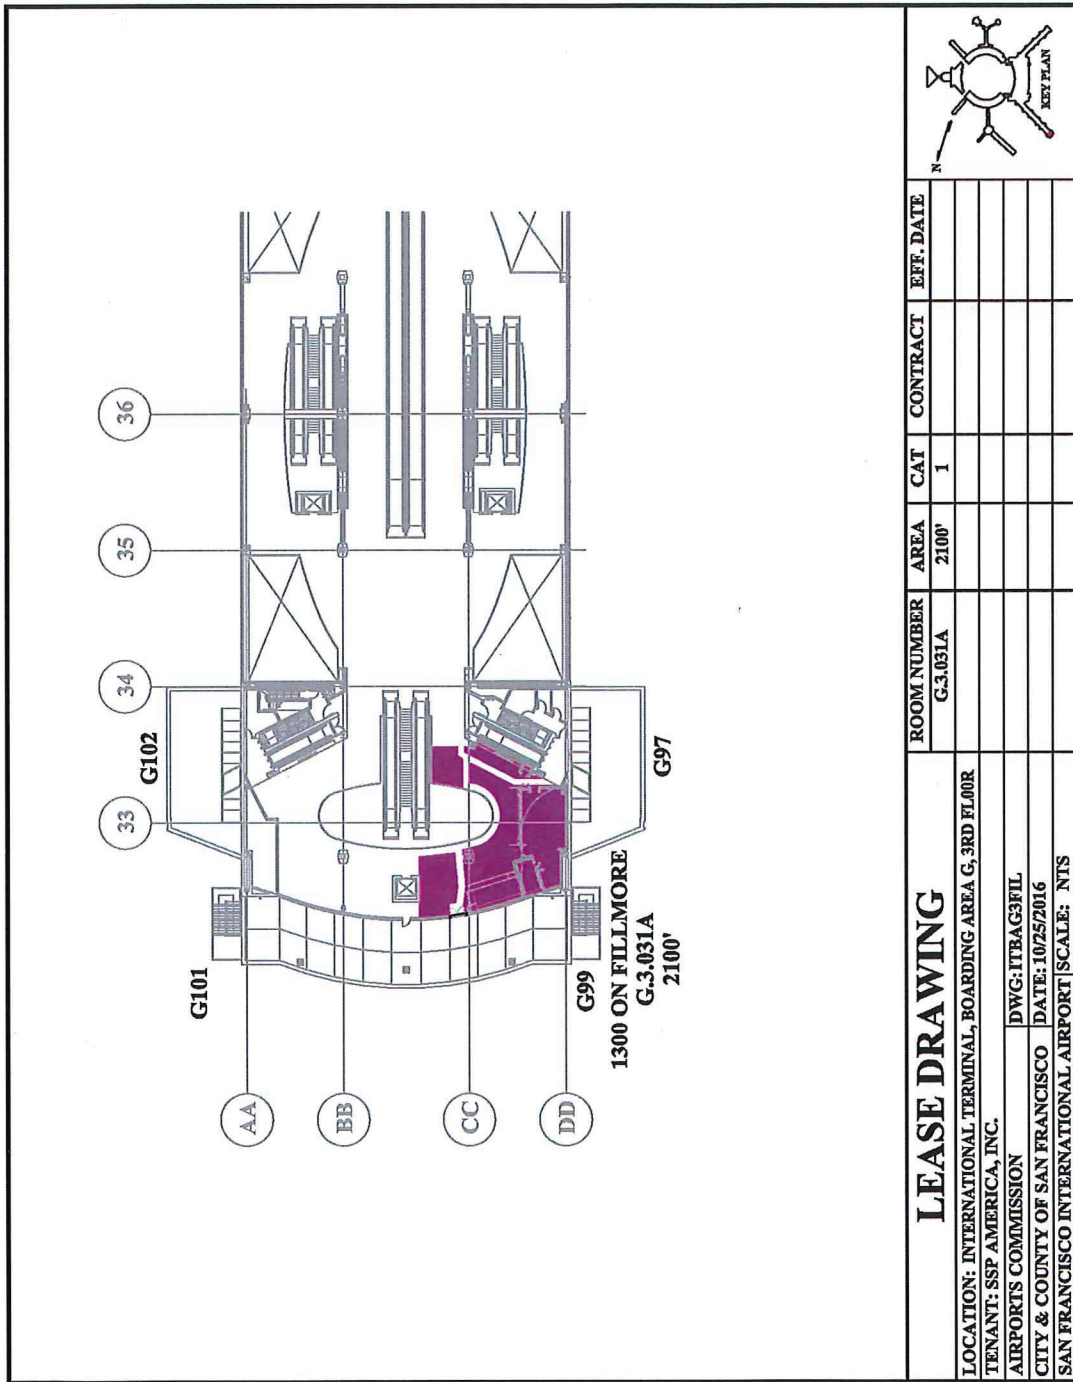 36
35
34
33
G102
G101
AA
BB
CC
DD
G97
G99
1300 ON FILLMORE
G.3.031A
2100'
LEASE DRAWING
LOCATION: INTERNATIONAL TERMINAL, BOARDING AREA G, 3RD FL00R
TENANT: SSP AMERICA, INC.
AIRPORTS COMMISSION
DWG: ITBAG3FIL
CITY & COUNTY OF SAN FRANCISCO
DATE: 10/25/2016
SAN FRANCISCO INTERNATIONAL AIRPORT
SCALE: NTS
ROOM NUMBER AREA CAT CONTRACT EFF. DATE
G.3.031A 2100' 1
N
KEY PLAN